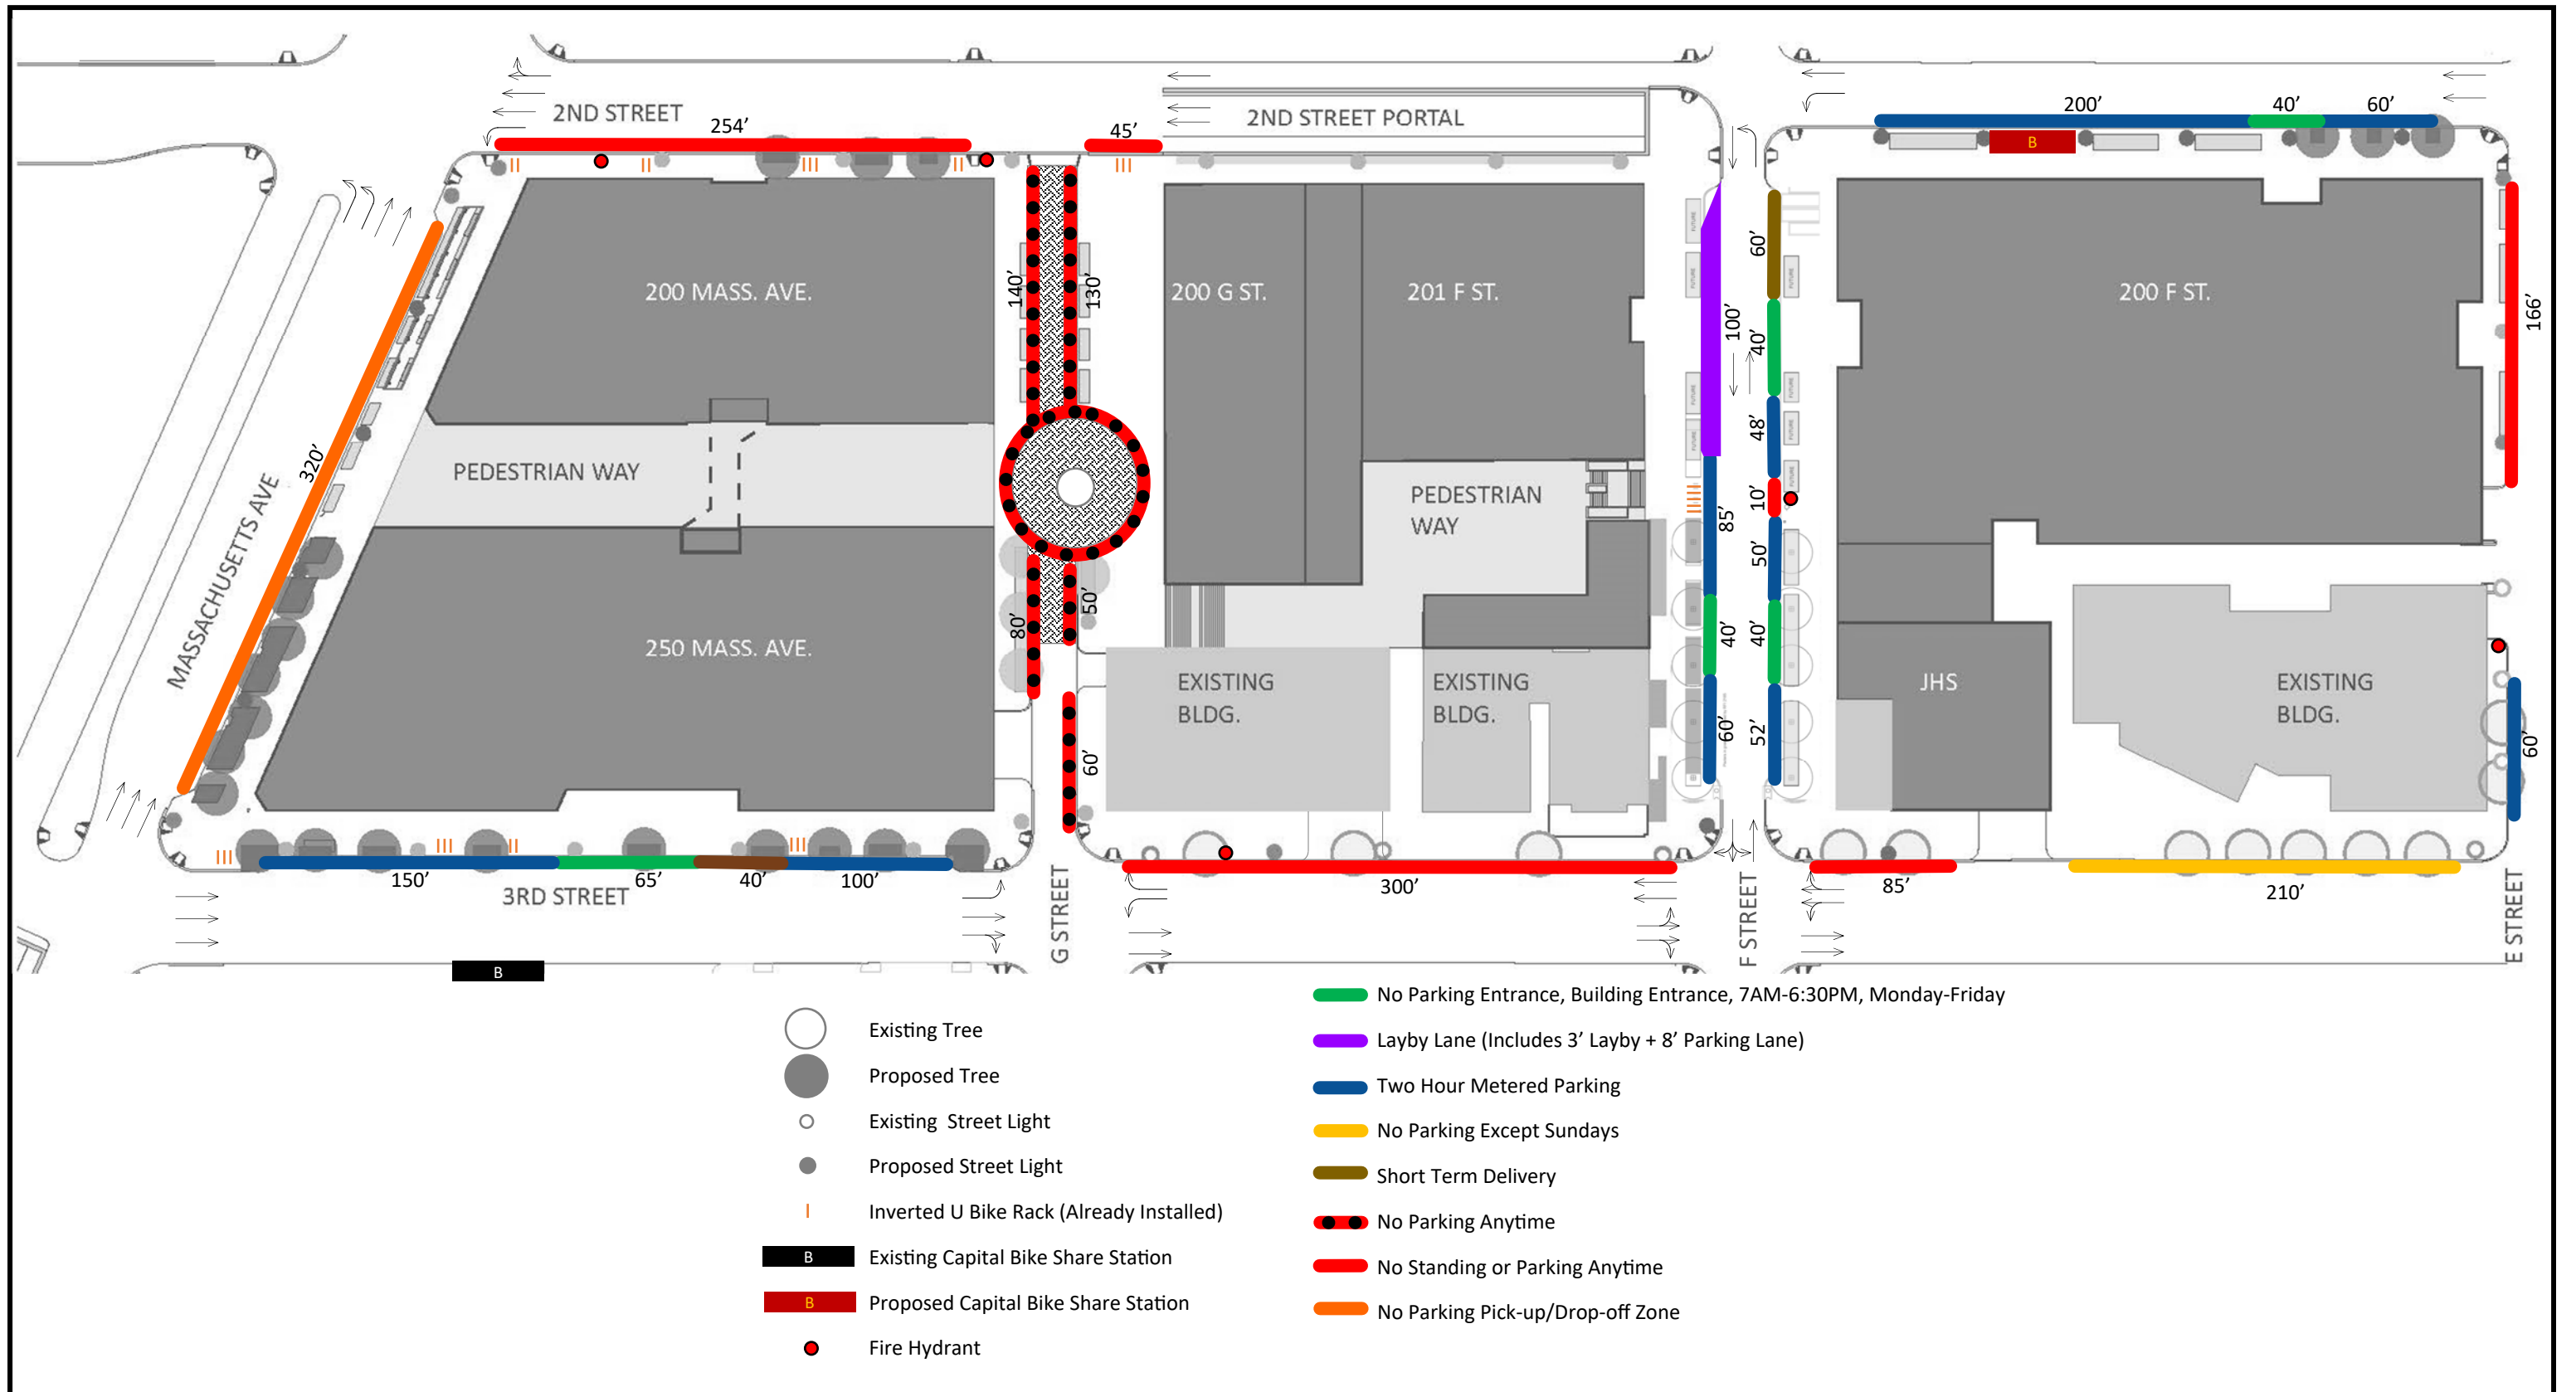 2ND STREET
254’
45’
2ND STREET PORTAL
200’
40’
60’
B
200 MASS. AVE.
140’
130’
200 G ST.
201 F ST.
FUTURE
FUTURE
100’
60’
40’
200 F ST.
166’
320’
MASSACHUSETTS AVE
PEDESTRIAN WAY
PEDESTRIAN
WAY
FUTURE
FUTURE
48’
FUTURE
FUTURE
FUTURE
10’
85’
50’
250 MASS. AVE.
80’
50’
40’
40’
EXISTING
BLDG.
EXISTING
BLDG.
JHS
EXISTING
BLDG.
60’
60’
52’
60’
150’
65’
40’
100’
3RD STREET
G STREET
300’
F STREET
85’
210’
E STREET
B
Existing Tree
Proposed Tree
Existing Street Light
Proposed Street Light
Inverted U Bike Rack (Already Installed)
B
Existing Capital Bike Share Station
B
Proposed Capital Bike Share Station
Fire Hydrant
No Parking Entrance, Building Entrance, 7AM-6:30PM, Monday-Friday
Layby Lane (Includes 3’ Layby + 8’ Parking Lane)
Two Hour Metered Parking
No Parking Except Sundays
Short Term Delivery
No Parking Anytime
No Standing or Parking Anytime
No Parking Pick-up/Drop-off Zone